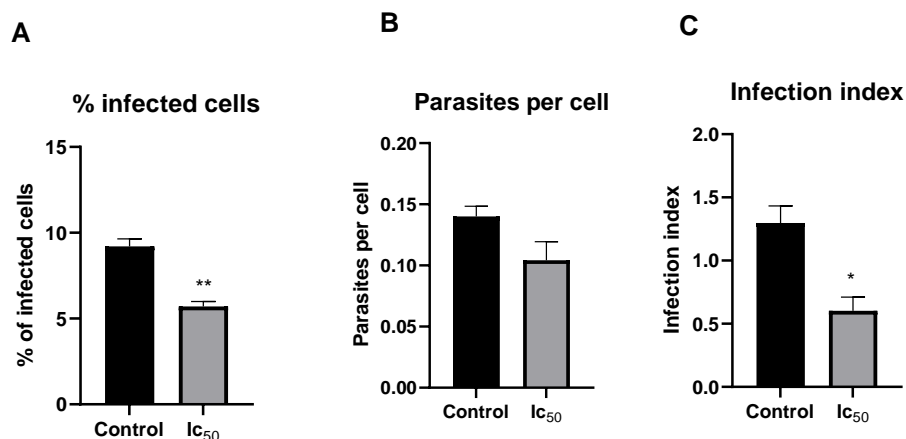 A
% infected cells
% of infected cells
15
10
5
0
**
Control
Ic₅₀
B
Parasites per cell
Parasites per cell
0.20
0.15
0.10
0.05
0.00
Control
Ic₅₀
C
Infection index
Infection index
2.0
1.5
1.0
0.5
0.0
*
Control
Ic₅₀